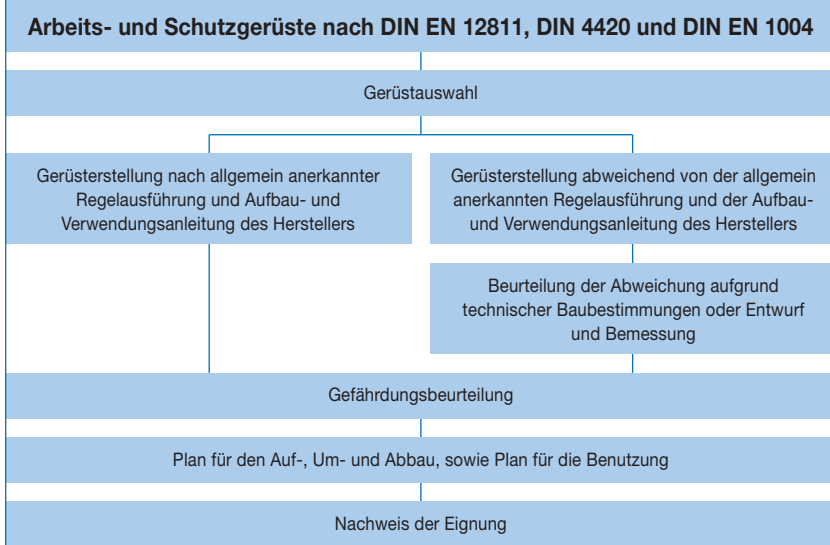 Arbeits- und Schutzgerüste nach DIN EN 12811, DIN 4420 und DIN EN 1004
Gerüstauswahl
Gerüsterstellung nach allgemein anerkannter
Regelausführung und Aufbau- und
Verwendungsanleitung des Herstellers
Gerüsterstellung abweichend von der allgemein
anerkannten Regelausführung und der Aufbau-
und Verwendungsanleitung des Herstellers
Beurteilung der Abweichung aufgrund
technischer Baubestimmungen oder Entwurf
und Bemessung
Gefährdungsbeurteilung
Plan für den Auf-, Um- und Abbau, sowie Plan für die Benutzung
Nachweis der Eignung